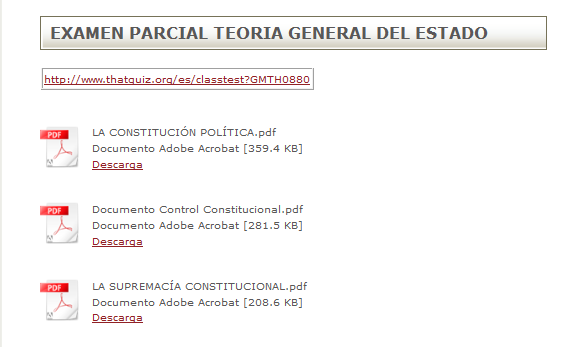 EXAMEN PARCIAL TEORIA GENERAL DEL ESTADO
http://www.thatquiz.org/es/classtest?GMTH0880
PDF
LA CONSTITUCIÓN POLÍTICA.pdf
Documento Adobe Acrobat [359.4 KB]
Descarga
PDF
Documento Control Constitucional.pdf
Documento Adobe Acrobat [281.5 KB]
Descarga
PDF
LA SUPREMACÍA CONSTITUCIONAL.pdf
Documento Adobe Acrobat [208.6 KB]
Descarga